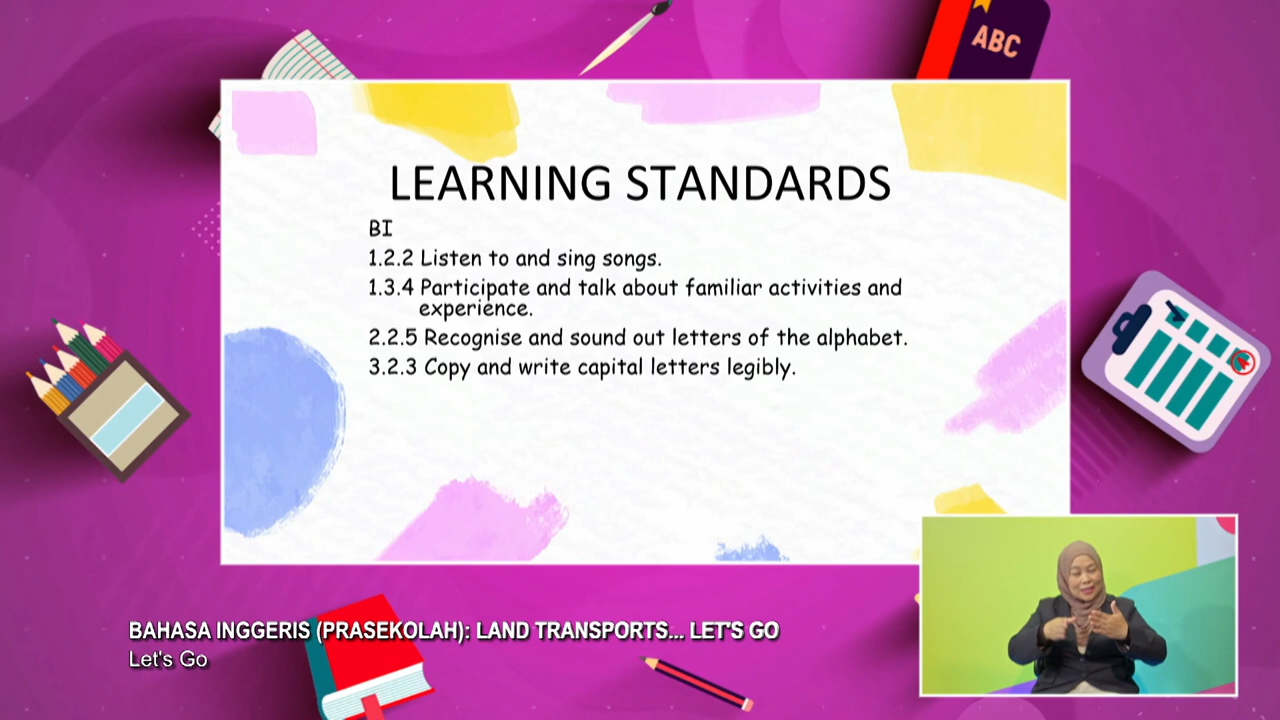 ABC
LEARNING STANDARDS
BI
1.2.2 Listen to and sing songs.
1.3.4 Participate and talk about familiar activities and
experience.
2.2.5 Recognise and sound out letters of the alphabet.
3.2.3 Copy and write capital letters legibly.
BAHASA INGGERIS (PRASEKOLAH): LAND TRANSPORTS... LET'S GO
Let's Go